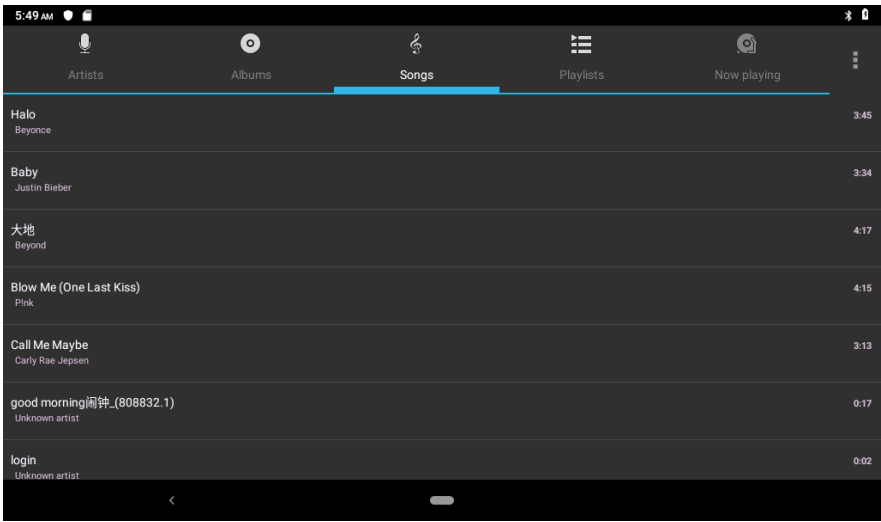 5:49 AM
Artists Albums Songs Playlists Now playing
Halo 3:45
Beyonce
Baby 3:34
Justin Bieber
大地 4:17
Beyond
Blow Me (One Last Kiss) 4:15
P!nk
Call Me Maybe 3:13
Carly Rae Jepsen
good morning闹钟_(808832.1) 0:17
Unknown artist
login 0:02
Unknown artist